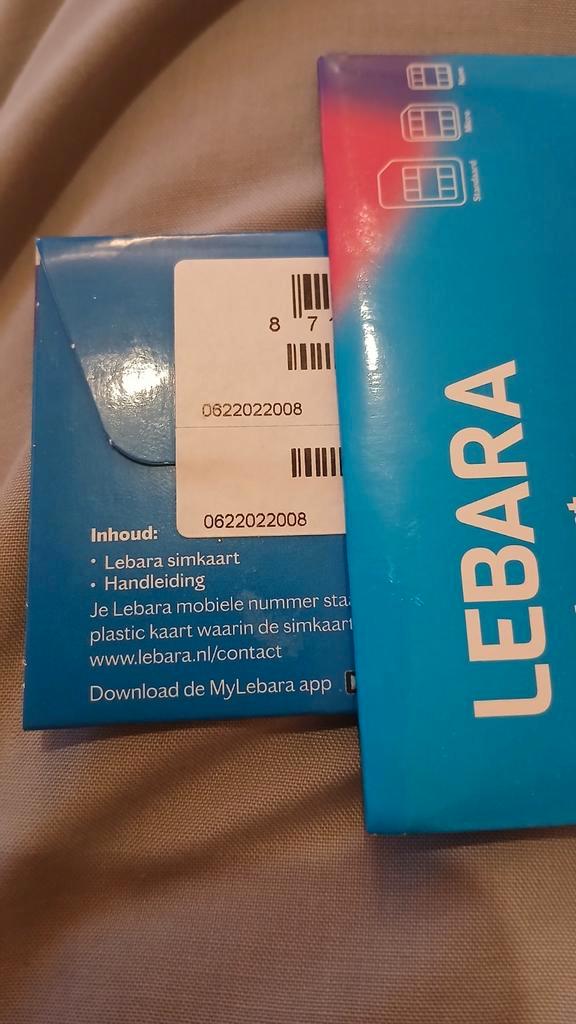 8 7
0622022008
0622022008
Inhoud:
• Lebara simkaart
• Handleiding
Je Lebara mobiele nummer
plastic kaart waarin de simkaart
www.lebara.nl/contact
Download de MyLebara app
Nano
Micro
Standaard
LEBARA